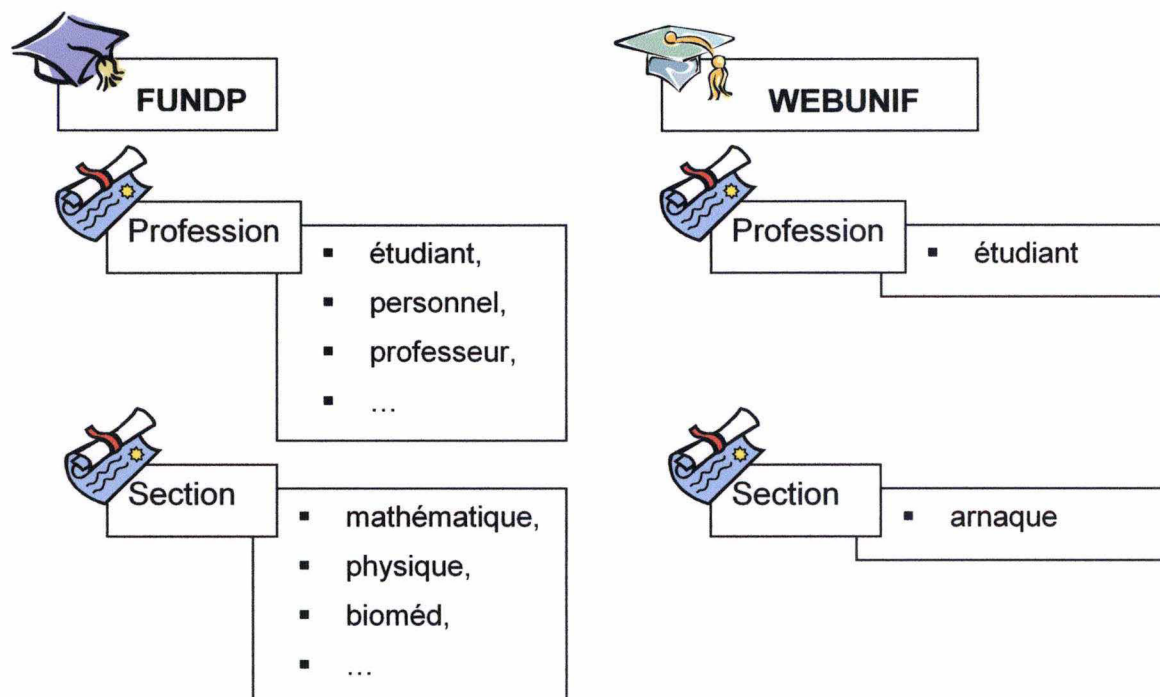 FUNDP
Profession
▪ étudiant,
▪ personnel,
▪ professeur,
▪ …
Section
▪ mathématique,
▪ physique,
▪ bioméd,
▪ …
WEBUNIF
Profession
▪ étudiant
Section
▪ arnaque